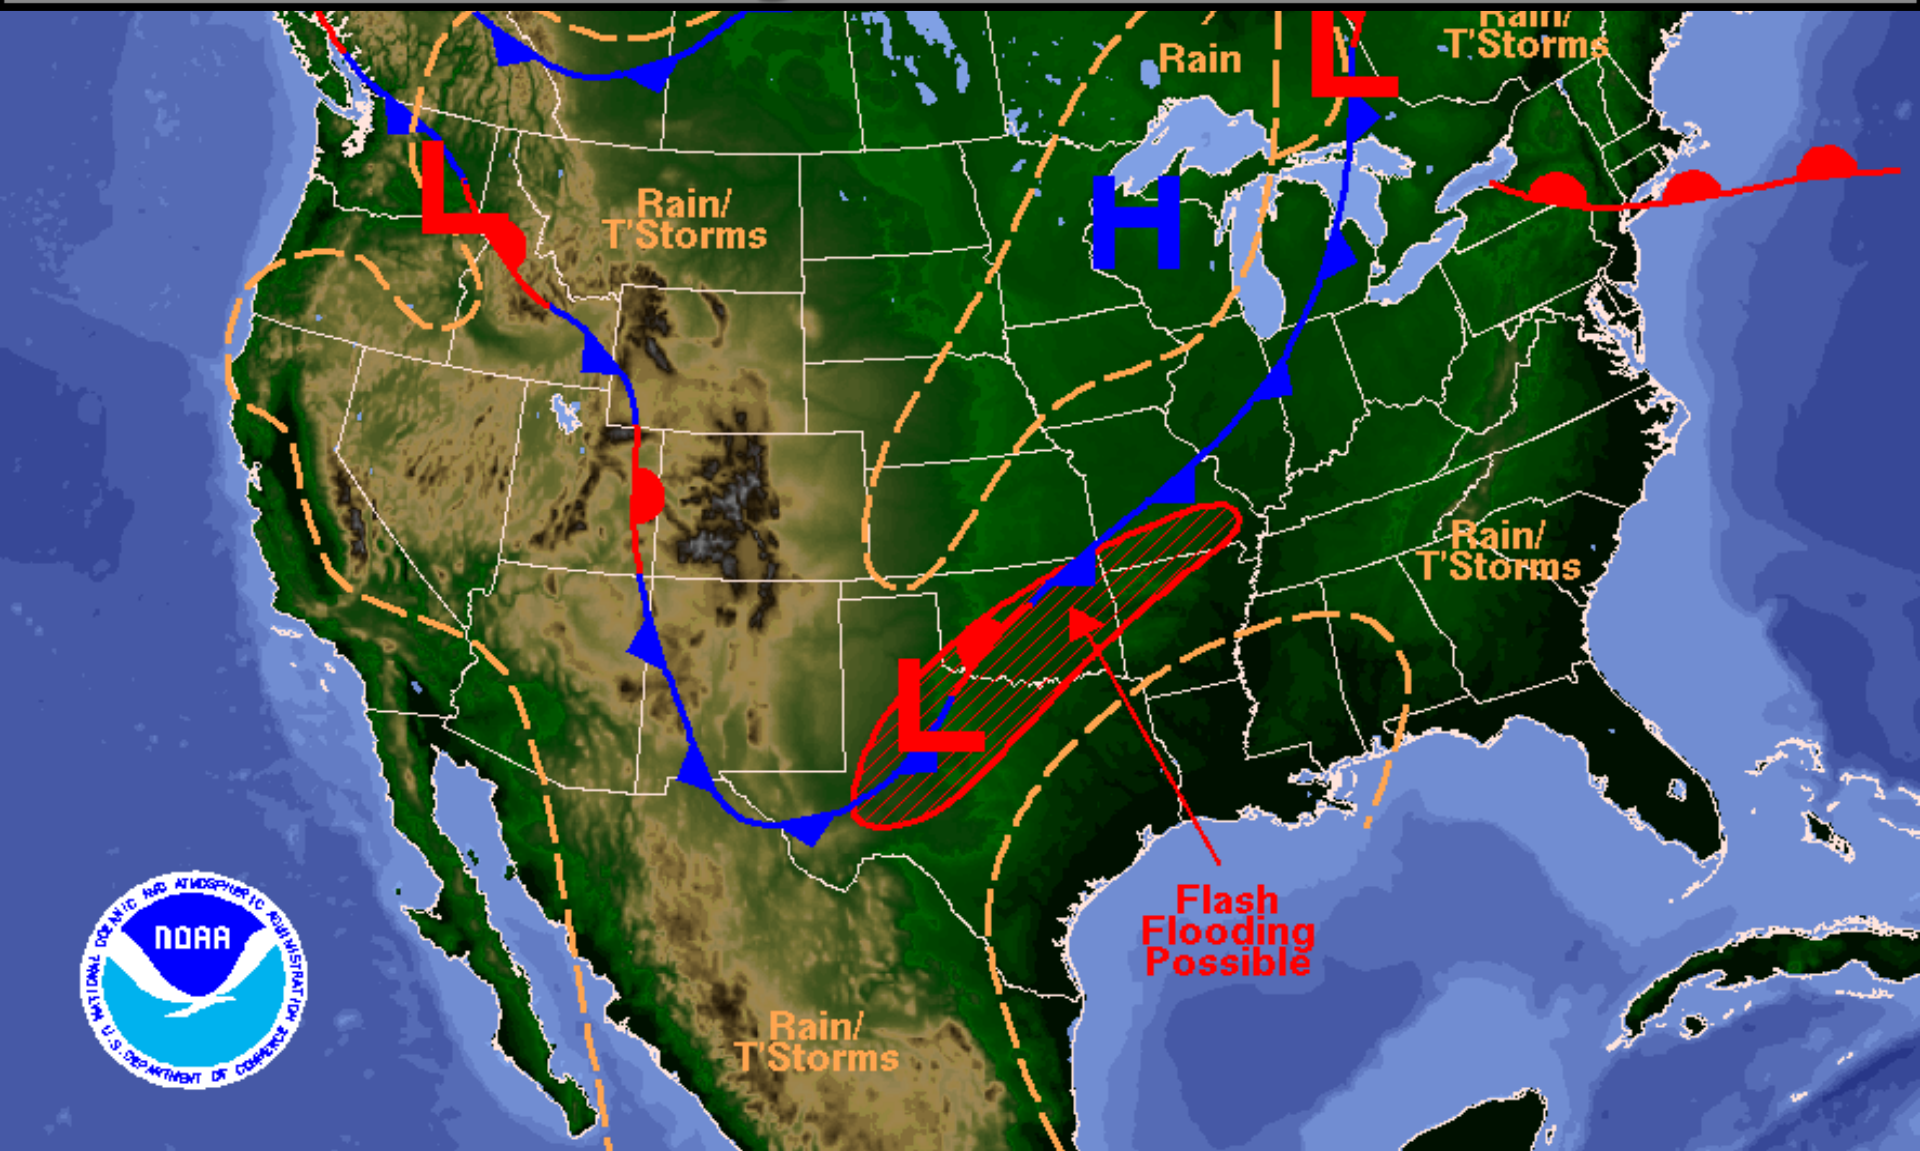 Rain/
T'Storms
Rain
L
L
H
Rain/
T'Storms
Rain/
T'Storms
L
Flash
Flooding
Possible
NOAA
NATIONAL OCEANIC AND ATMOSPHERIC ADMINISTRATION
U.S. DEPARTMENT OF COMMERCE
Rain/
T'Storms